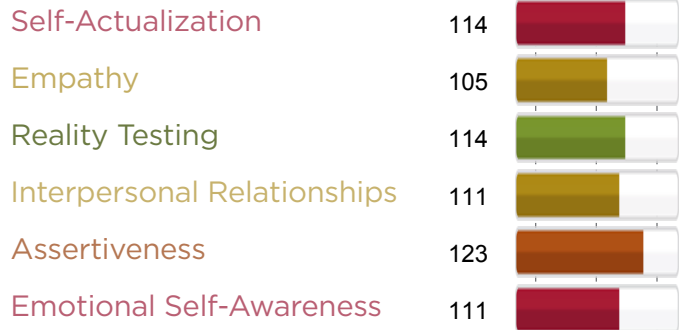 Self-Actualization 114
Empathy 105
Reality Testing 114
Interpersonal Relationships 111
Assertiveness 123
Emotional Self-Awareness 111